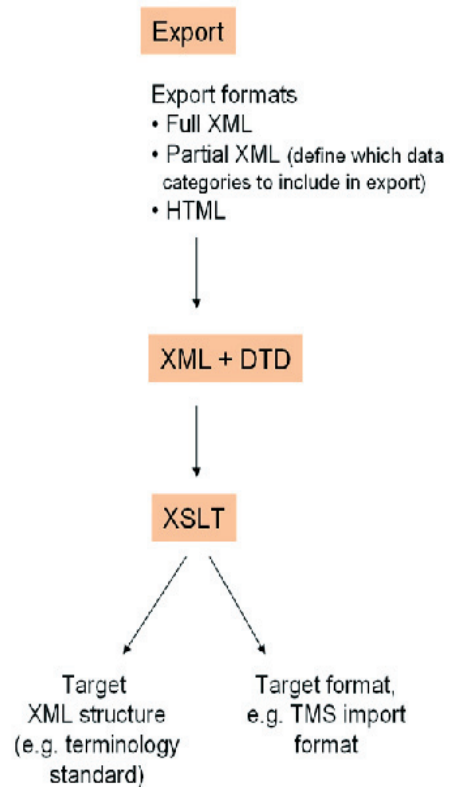 Export
Export formats
• Full XML
• Partial XML (define which data
categories to include in export)
• HTML
XML + DTD
XSLT
Target
XML structure
(e.g. terminology
standard)
Target format,
e.g. TMS import
format